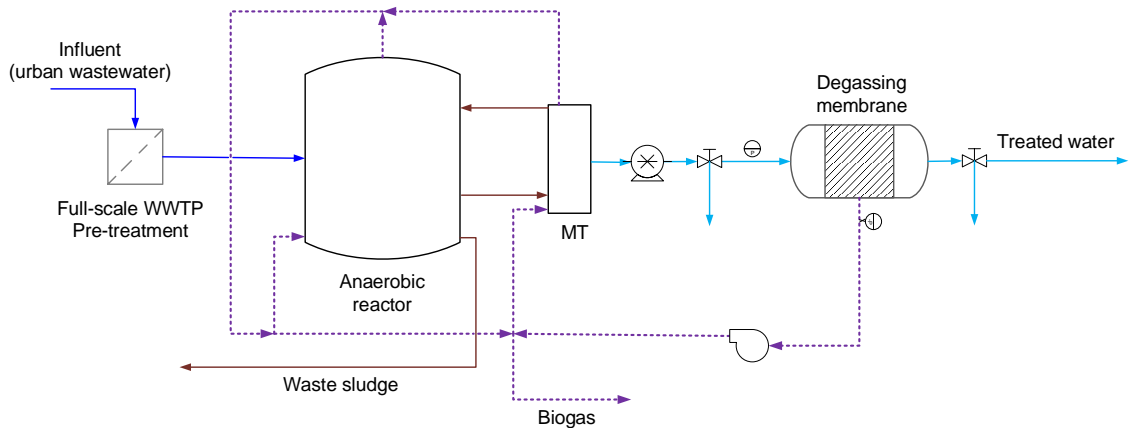 Influent
(urban wastewater)
Full-scale WWTP
Pre-treatment
Anaerobic
reactor
MT
P
Degassing
membrane
Treated water
Waste sludge
Biogas